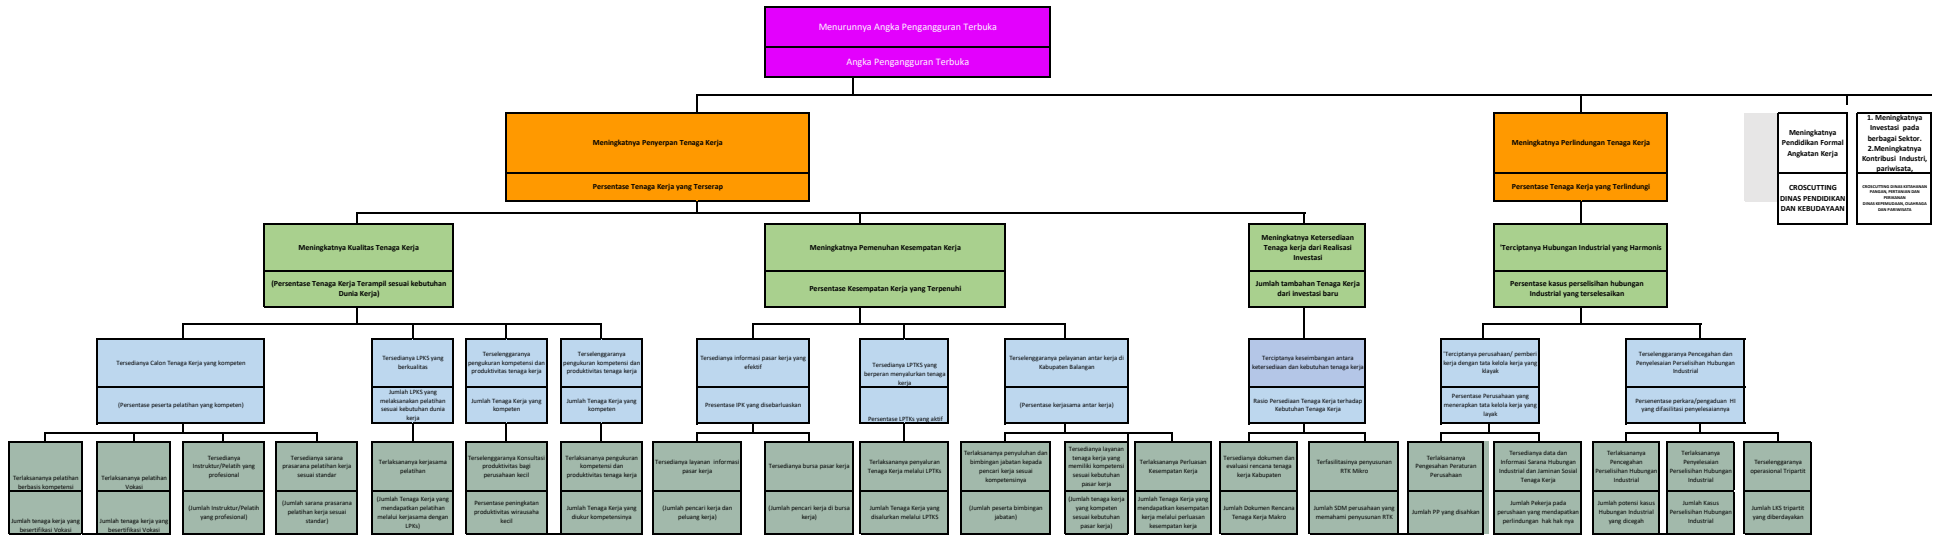 Menurunnya Angka Pengangguran Terbuka
Angka Pengangguran Terbuka
Meningkatnya Penyerpan Tenaga Kerja
Persentase Tenaga Kerja yang Terserap
Meningkatnya Perlindungan Tenaga Kerja
Persentase Tenaga Kerja yang Terlindungi
Meningkatnya
Pendidikan Formal
Angkatan Kerja
CROSCUTTING
DINAS PENDIDIKAN
DAN KEBUDAYAAN
1. Meningkatnya
Investasi pada
berbagai Sektor.
2.Meningkatnya
Kontribusi Industri,
pariwisata,
CROSCUTTING DINAS KETAHANAN
PANGAN, PERTANIAN DAN
PERIKANAN
DINAS KEPEMUDAAN, OLAHRAGA
DAN PARIWISATA
Meningkatnya Kualitas Tenaga Kerja
(Persentase Tenaga Kerja Terampil sesuai kebutuhan
Dunia Kerja)
Meningkatnya Pemenuhan Kesempatan Kerja
Persentase Kesempatan Kerja yang Terpenuhi
Meningkatnya Ketersediaan
Tenaga kerja dari Realisasi
Investasi
Jumlah tambahan Tenaga Kerja
dari investasi baru
'Terciptanya Hubungan Industrial yang Harmonis
Persentase kasus perselisihan hubungan
Industrial yang terselesaikan
Tersedianya Calon Tenaga Kerja yang kompeten
(Persentase peserta pelatihan yang kompeten)
Tersedianya LPKS yang
berkualitas
Jumlah LPKS yang
melaksanakan pelatihan
sesuai kebutuhan dunia
kerja
Terselenggaranya
pengukuran kompetensi dan
produktivitas tenaga kerja
Jumlah Tenaga Kerja yang
kompeten
Terselenggaranya
pengukuran kompetensi dan
produktivitas tenaga kerja
Jumlah Tenaga Kerja yang
kompeten
Tersedianya informasi pasar kerja yang
efektif
Presentase IPK yang disebarluaskan
Tersedianya LPTKS yang
berperan menyalurkan tenaga
kerja
Persentase LPTKs yang aktif
Terselenggaranya pelayanan antar kerja di
Kabupaten Balangan
(Persentase kerjasama antar kerja)
Terciptanya keseimbangan antara
ketersediaan dan kebutuhan tenaga kerja
Rasio Persediaan Tenaga Kerja terhadap
Kebutuhan Tenaga Kerja
'Terciptanya perusahaan/ pemberi
kerja dengan tata kelola kerja yang
klayak
Persentase Perusahaan yang
menerapkan tata kelola kerja yang
layak
Terselenggaranya Pencegahan dan
Penyelesaian Perselisihan Hubungan
Industrial
Persenentase perkara/pengaduan HI
yang difasilitasi penyelesaiannya
Terlaksananya pelatihan
berbasis kompetensi
Jumlah tenaga kerja yang
besertifikasi Vokasi
Terlaksananya pelatihan
Vokasi
Jumlah tenaga kerja yang
besertifikasi Vokasi
Tersedianya
Instruktur/Pelatih yang
profesional
(Jumlah Instruktur/Pelatih
yang profesional)
Tersedianya sarana
prasarana pelatihan kerja
sesuai standar
(Jumlah sarana prasarana
pelatihan kerja sesuai
standar)
Terlaksananya kerjasama
pelatihan
(Jumlah Tenaga Kerja yang
mendapatkan pelatihan
melalui kerjasama dengan
LPKs)
Terselenggaranya Konsultasi
produktivitas bagi
perusahaan kecil
Persentase peningkatan
produktivitas wirausaha
kecil
Terlaksananya pengukuran
kompetensi dan
produktivitas tenaga kerja
Jumlah Tenaga Kerja yang
diukur kompetensinya
Tersedianya layanan informasi
pasar kerja
(Jumlah pencari kerja dan
peluang kerja)
Tersedianya bursa pasar kerja
(Jumlah pencari kerja di bursa
kerja)
Terlaksananya penyaluran
Tenaga Kerja melalui LPTKs
Jumlah Tenaga Kerja yang
disalurkan melalui LPTKS
Terlaksananya penyuluhan dan
bimbingan jabatan kepada
pencari kerja sesuai
kompetensinya
(Jumlah peserta bimbingan
jabatan)
Tersedianya layanan
tenaga kerja yang
memiliki kompetensi
sesuai kebutuhan
pasar kerja
(Jumlah tenaga kerja
yang kompeten
sesuai kebutuhan
pasar kerja)
Terlaksananya Perluasan
Kesempatan Kerja
Jumlah Tenaga Kerja yang
mendapatkan kesempatan
kerja melalui perluasan
kesempatan kerja
Tersedianya dokumen dan
evaluasi rencana tenaga
kerja Kabupaten
Jumlah Dokumen Rencana
Tenaga Kerja Makro
Terfasilitasinya penyusunan
RTK Mikro
Jumlah SDM perusahaan yang
memahami penyusunan RTK
Terlaksananya
Pengesahan Peraturan
Perusahaan
Jumlah PP yang disahkan
Tersedianya data dan
Informasi Sarana Hubungan
Industrial dan Jaminan Sosial
Tenaga Kerja
Jumlah Pekerja pada
perushaan yang mendapatkan
perlindungan hak hak nya
Terlaksananya
Pencegahan
Perselisihan Hubungan
Industrial
Jumlah potensi kasus
Hubungan Industrial
yang dicegah
Terlaksananya
Penyelesaian
Perselisihan Hubungan
Industrial
Jumlah Kasus
Perselisihan Hubungan
Industrial
Terselenggaranya
operasional Tripartit
Jumlah LKS tripartit
yang diberdayakan